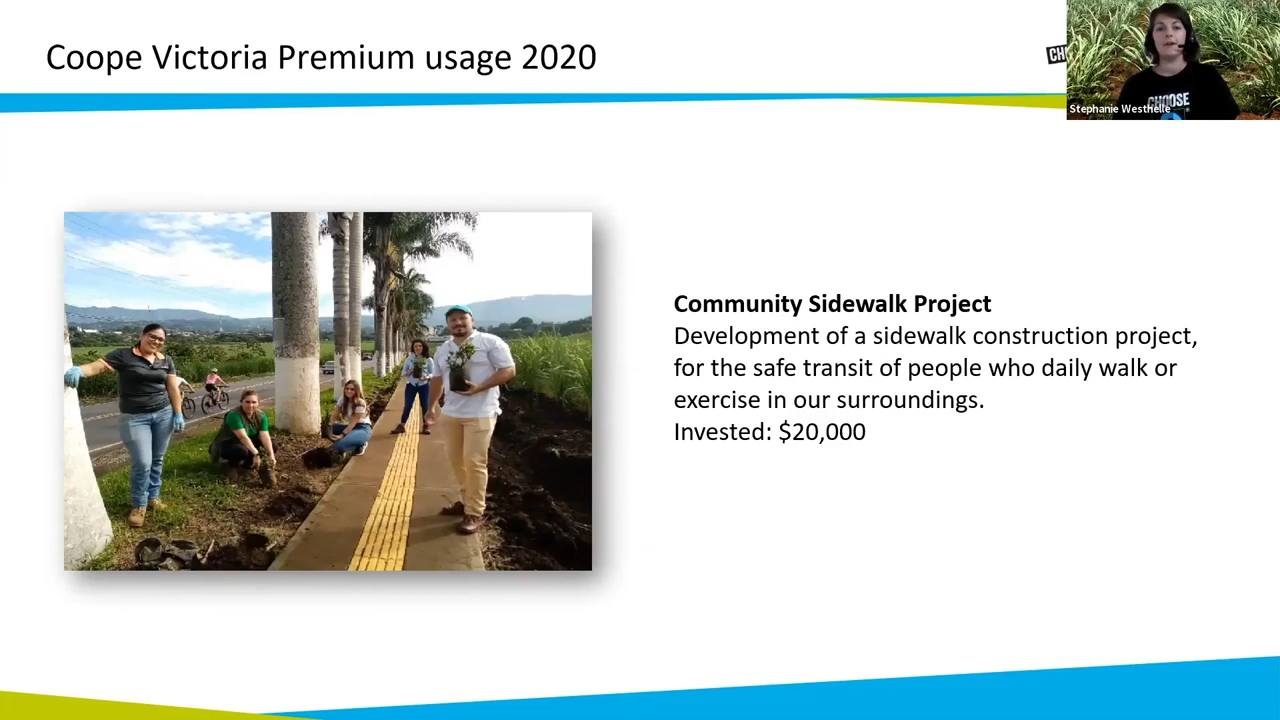 Coope Victoria Premium usage 2020
CHOOSE
Stephanie Westhelle
Community Sidewalk Project
Development of a sidewalk construction project,
for the safe transit of people who daily walk or
exercise in our surroundings.
Invested: $20,000